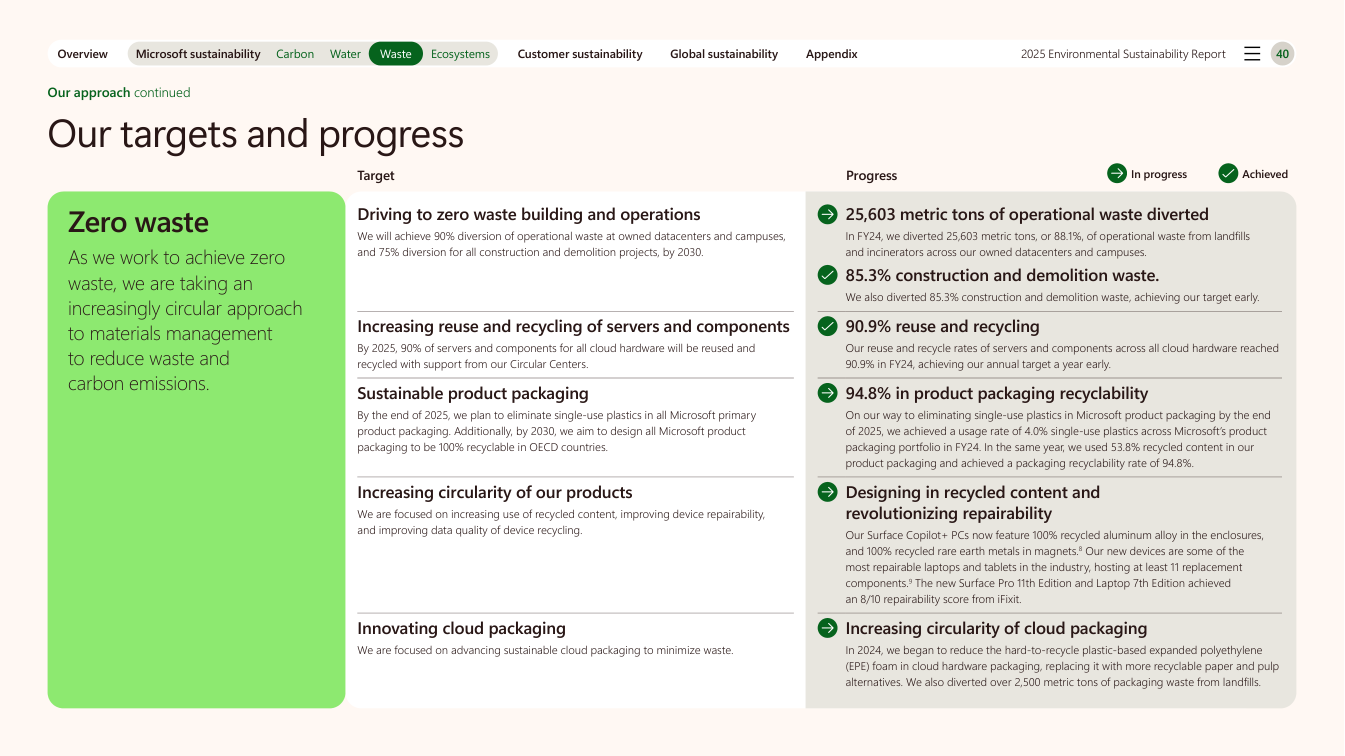 Overview Microsoft sustainability Carbon Water Waste Ecosystems Customer sustainability Global sustainability Appendix 2025 Environmental Sustainability Report 40
Our approach continued
Our targets and progress
Target
Progress
In progress
Achieved
Zero waste
As we work to achieve zero
waste, we are taking an
increasingly circular approach
to materials management
to reduce waste and
carbon emissions.
Driving to zero waste building and operations
We will achieve 90% diversion of operational waste at owned datacenters and campuses,
and 75% diversion for all construction and demolition projects, by 2030.
25,603 metric tons of operational waste diverted
In FY24, we diverted 25,603 metric tons, or 88.1%, of operational waste from landfills
and incinerators across our owned datacenters and campuses.
85.3% construction and demolition waste.
We also diverted 85.3% construction and demolition waste, achieving our target early.
Increasing reuse and recycling of servers and components
By 2025, 90% of servers and components for all cloud hardware will be reused and
recycled with support from our Circular Centers.
90.9% reuse and recycling
Our reuse and recycle rates of servers and components across all cloud hardware reached
90.9% in FY24, achieving our annual target a year early.
Sustainable product packaging
By the end of 2025, we plan to eliminate single-use plastics in all Microsoft primary
product packaging. Additionally, by 2030, we aim to design all Microsoft product
packaging to be 100% recyclable in OECD countries.
94.8% in product packaging recyclability
On our way to eliminating single-use plastics in Microsoft product packaging by the end
of 2025, we achieved a usage rate of 4.0% single-use plastics across Microsoft's product
packaging portfolio in FY24. In the same year, we used 53.8% recycled content in our
product packaging and achieved a packaging recyclability rate of 94.8%.
Increasing circularity of our products
We are focused on increasing use of recycled content, improving device repairability,
and improving data quality of device recycling.
Designing in recycled content and
revolutionizing repairability
Our Surface Copilot+ PCs now feature 100% recycled aluminum alloy in the enclosures,
and 100% recycled rare earth metals in magnets.⁸ Our new devices are some of the
most repairable laptops and tablets in the industry, hosting at least 11 replacement
components.⁹ The new Surface Pro 11th Edition and Laptop 7th Edition achieved
an 8/10 repairability score from iFixit.
Innovating cloud packaging
We are focused on advancing sustainable cloud packaging to minimize waste.
Increasing circularity of cloud packaging
In 2024, we began to reduce the hard-to-recycle plastic-based expanded polyethylene
(EPE) foam in cloud hardware packaging, replacing it with more recyclable paper and pulp
alternatives. We also diverted over 2,500 metric tons of packaging waste from landfills.